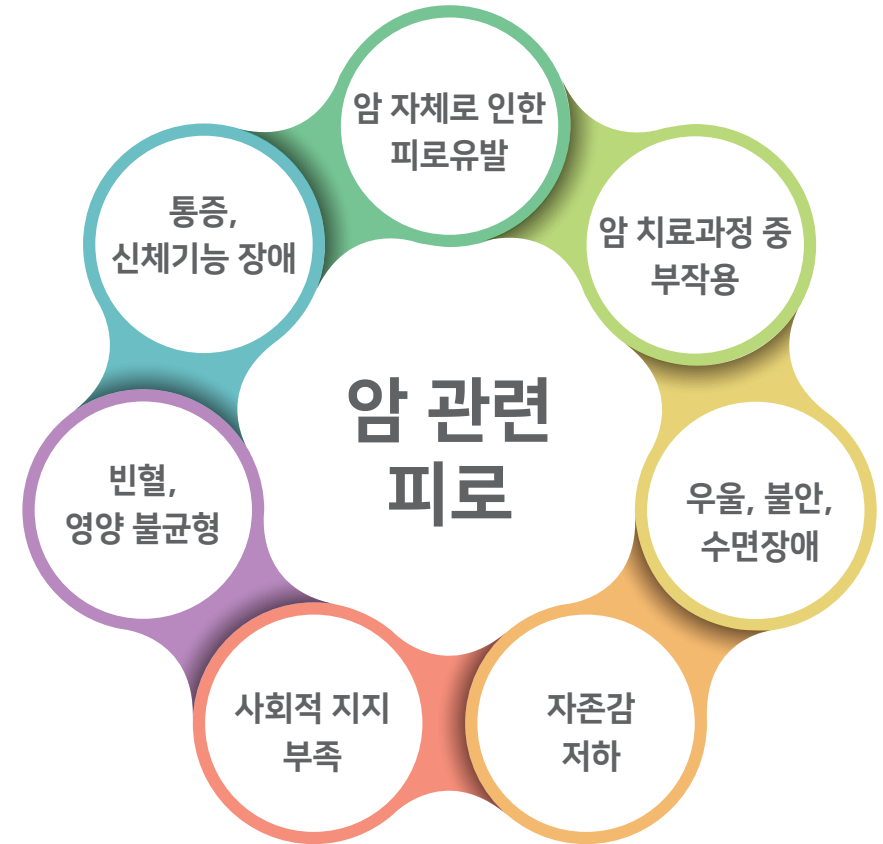 암 자체로 인한
피로유발
암 치료과정 중
부작용
우울, 불안,
수면장애
자존감
저하
사회적 지지
부족
빈혈,
영양 불균형
통증,
신체기능 장애
암 관련
피로